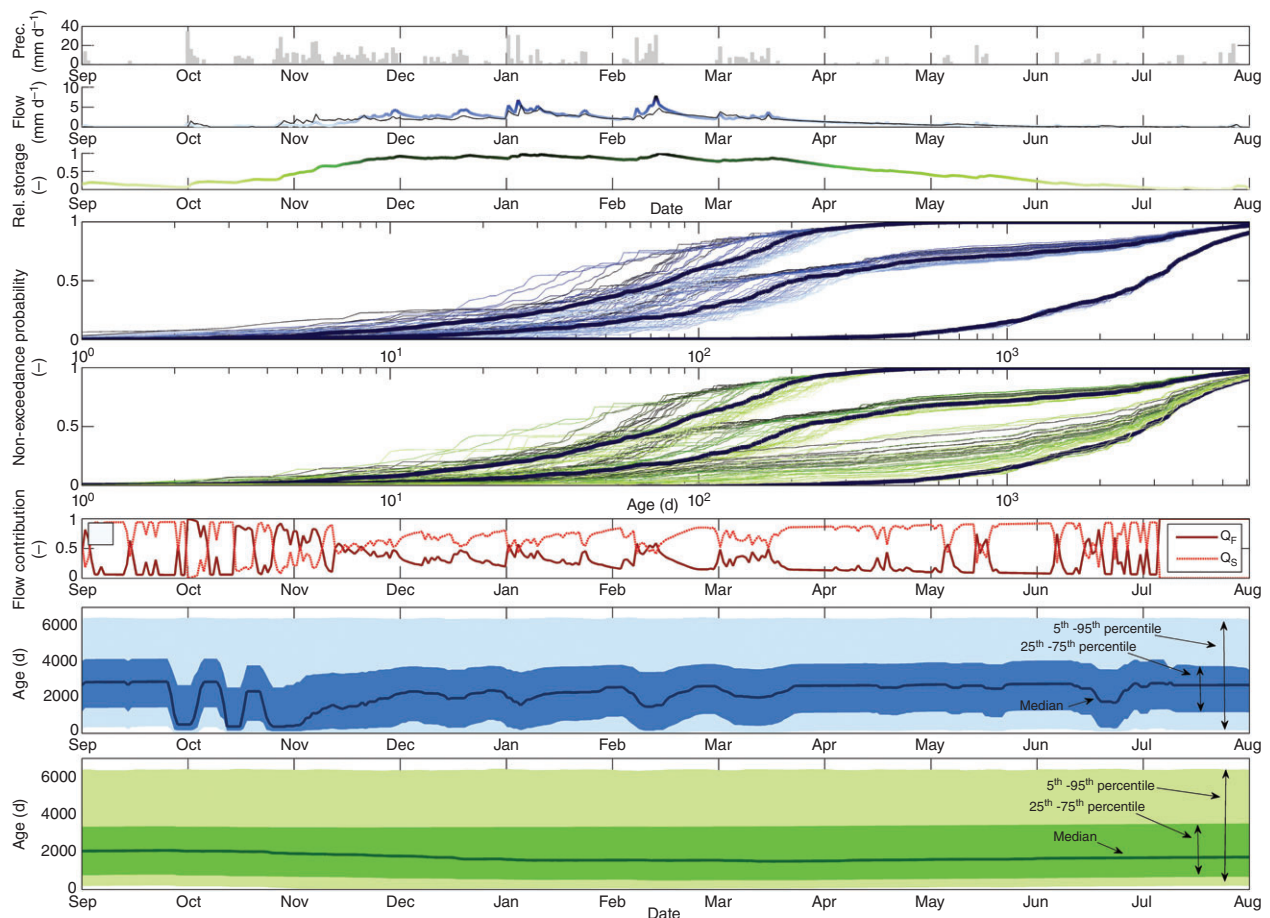 Prec.
(mm d–1)
40
20
0
Sep Oct Nov Dec Jan Feb Mar Apr May Jun Jul Aug
Flow
(mm d–1)
10
5
0
Sep Oct Nov Dec Jan Feb Mar Apr May Jun Jul Aug
Rel. storage
(–)
1
0.5
0
Sep Oct Nov Dec Jan Feb Mar Apr May Jun Jul Aug
Date
Non-exceedance probability
(–)
1
0.5
0
10^0 10^1 10^2 10^3
1
0.5
0
10^0 10^1 10^2 10^3
Age (d)
Flow contribution
(–)
1
0.5
0
Q_F
Q_S
Sep Oct Nov Dec Jan Feb Mar Apr May Jun Jul Aug
Age (d)
6000
4000
2000
0
5th -95th percentile
25th -75th percentile
Median
Sep Oct Nov Dec Jan Feb Mar Apr May Jun Jul Aug
Age (d)
6000
4000
2000
0
5th -95th percentile
25th -75th percentile
Median
Sep Oct Nov Dec Jan Feb Mar Apr May Jun Jul Aug
Date